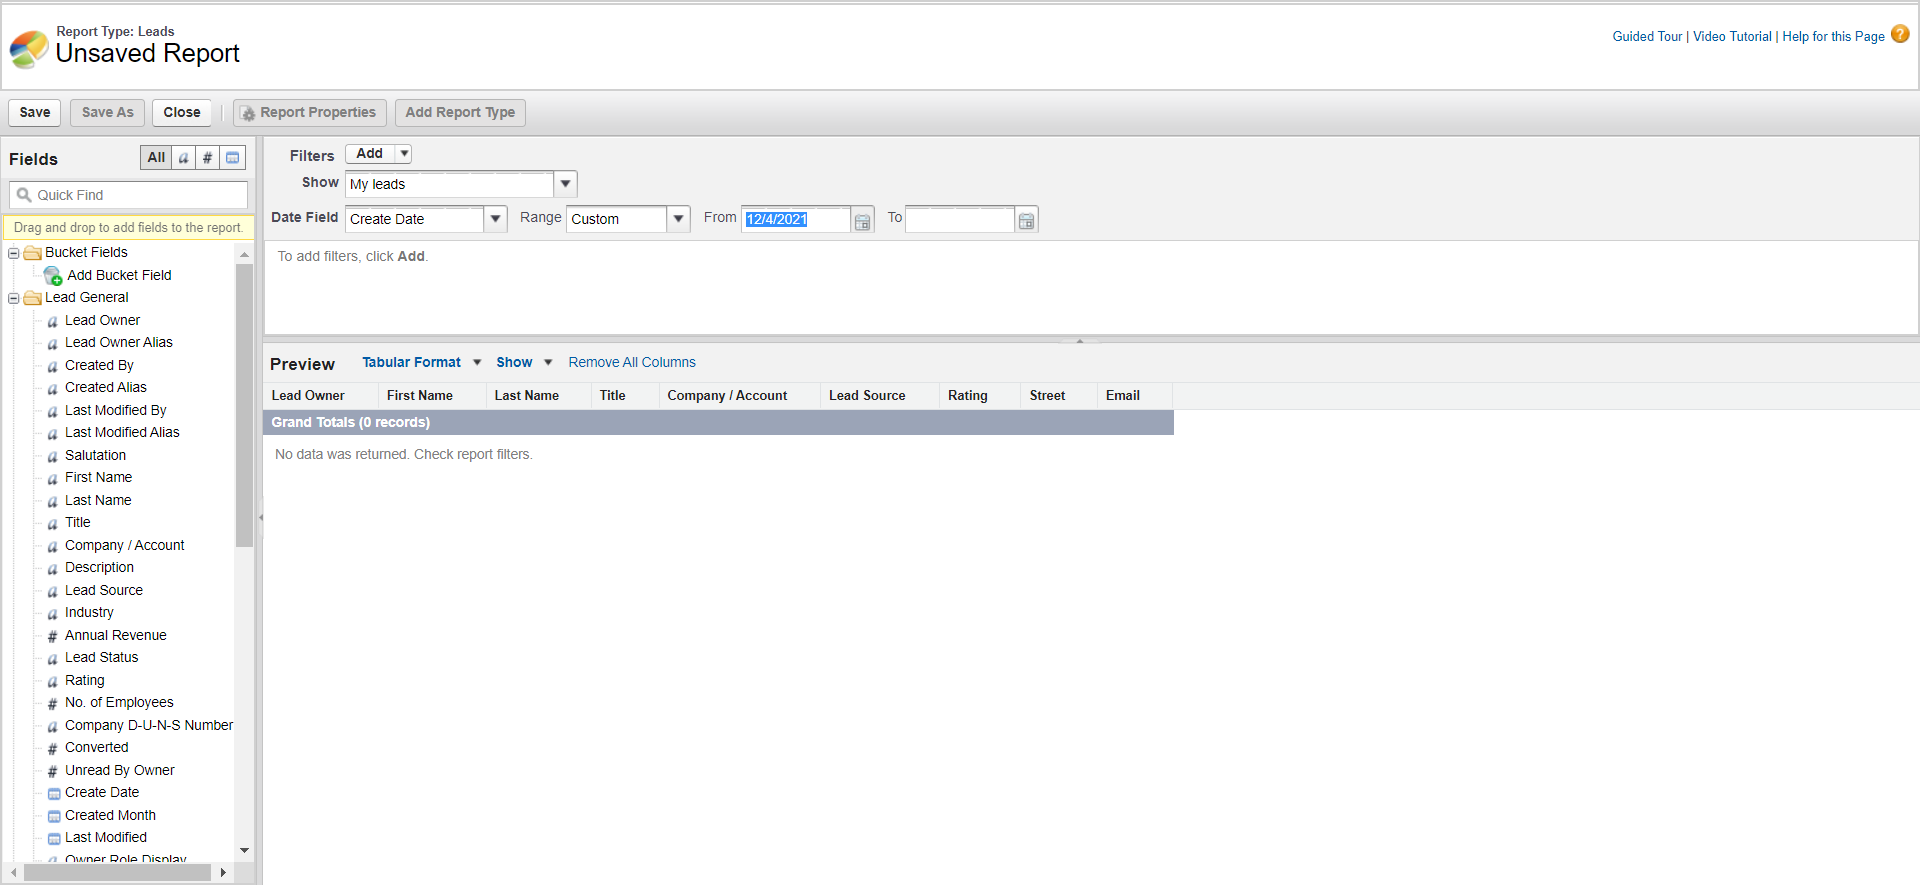 Report Type: Leads
Unsaved Report
Guided Tour | Video Tutorial | Help for this Page ?
Save Save As Close Report Properties Add Report Type
Fields All a #
Quick Find
Drag and drop to add fields to the report.
Bucket Fields
Add Bucket Field
Lead General
a Lead Owner
a Lead Owner Alias
a Created By
a Created Alias
a Last Modified By
a Last Modified Alias
a Salutation
a First Name
a Last Name
a Title
a Company / Account
a Description
a Lead Source
a Industry
# Annual Revenue
a Lead Status
a Rating
# No. of Employees
a Company D-U-N-S Number
# Converted
# Unread By Owner
Create Date
Created Month
Last Modified
a Owner Role Display
Filters Add
Show My leads
Date Field Create Date Range Custom From 12/4/2021 To
To add filters, click Add.
Preview Tabular Format Show Remove All Columns
Lead Owner First Name Last Name Title Company / Account Lead Source Rating Street Email
Grand Totals (0 records)
No data was returned. Check report filters.